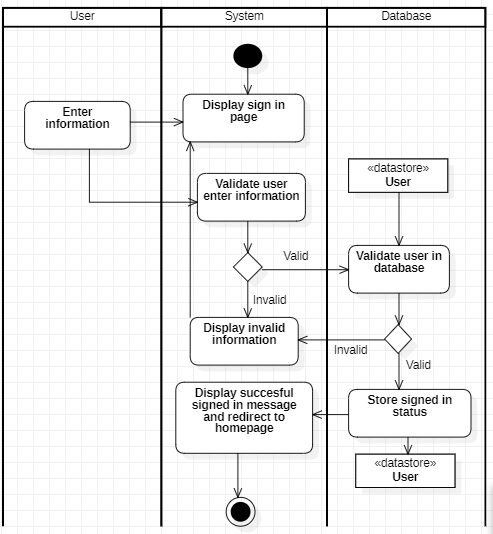 User
System
Database
Display sign in
page
Enter
information
«datastore»
User
Validate user
enter information
Valid
Validate user in
database
Invalid
Display invalid
information
Invalid
Valid
Display succesful
signed in message
and redirect to
homepage
Store signed in
status
«datastore»
User